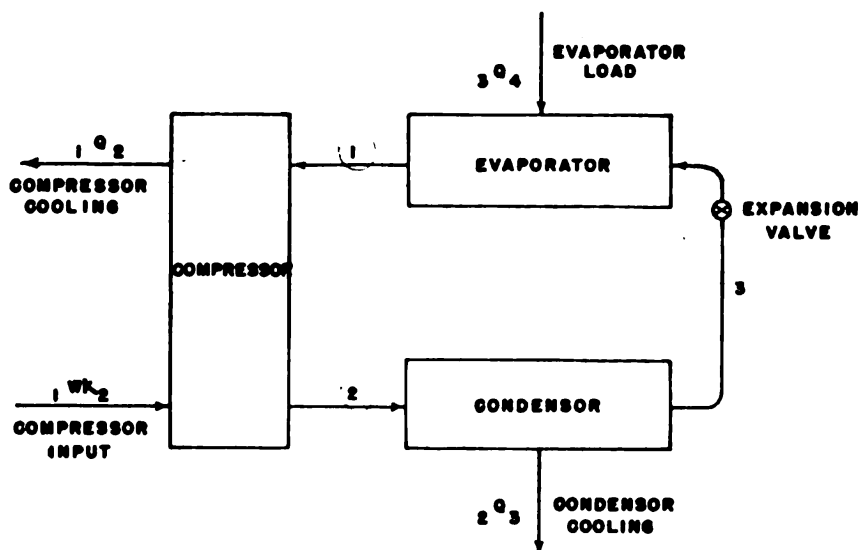 3Q4
EVAPORATOR
LOAD
1Q2
COMPRESSOR
COOLING
1
EVAPORATOR
EXPANSION
VALVE
COMPRESSOR
3
1WK2
COMPRESSOR
INPUT
2
CONDENSOR
2Q3
CONDENSOR
COOLING